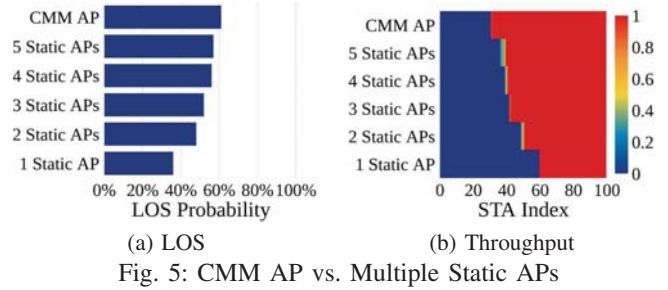 CMM AP
5 Static APs
4 Static APs
3 Static APs
2 Static APs
1 Static AP
0% 20% 40% 60% 80% 100%
LOS Probability
(a) LOS
CMM AP
5 Static APs
4 Static APs
3 Static APs
2 Static APs
1 Static AP
0 20 40 60 80 100
STA Index
1
0.8
0.6
0.4
0.2
0
(b) Throughput
Fig. 5: CMM AP vs. Multiple Static APs